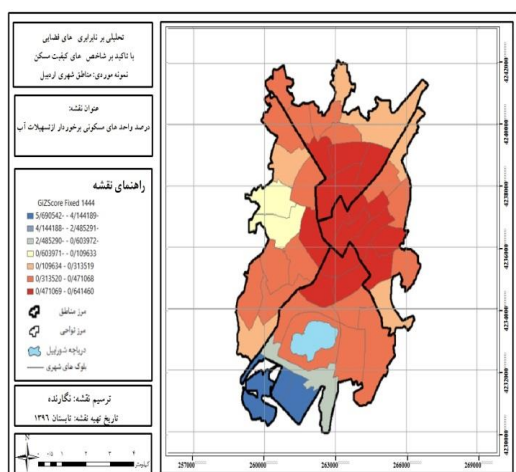 تحلیلی بر نابرابری های فضایی
با تاکید بر شاخص های کیفیت مسکن
نمونه موردی: مناطق شهری اردبیل
عنوان نقشه:
درصد واحد های مسکونی برخوردار ازتسهیلات آب
راهنمای نقشه
GiZScore Fixed 1444
5/690542- - 4/144189-
4/144188- - 2/485291-
2/485290- - 0/603972-
0/603971- - 0/109633
0/109634 - 0/313519
0/313520 - 0/471068
0/471069 - 0/641460
مرز مناطق
مرز نواحی
دریاچه شورابیل
بلوک های شهری
ترسیم نقشه: نگارنده
تاریخ تهیه نقشه: تابستان ۱۳۹۶
N
کیلومتر
257000 260000 263000 266000 269000
4242000
4240000
4238000
4236000
4234000
4232000
4230000